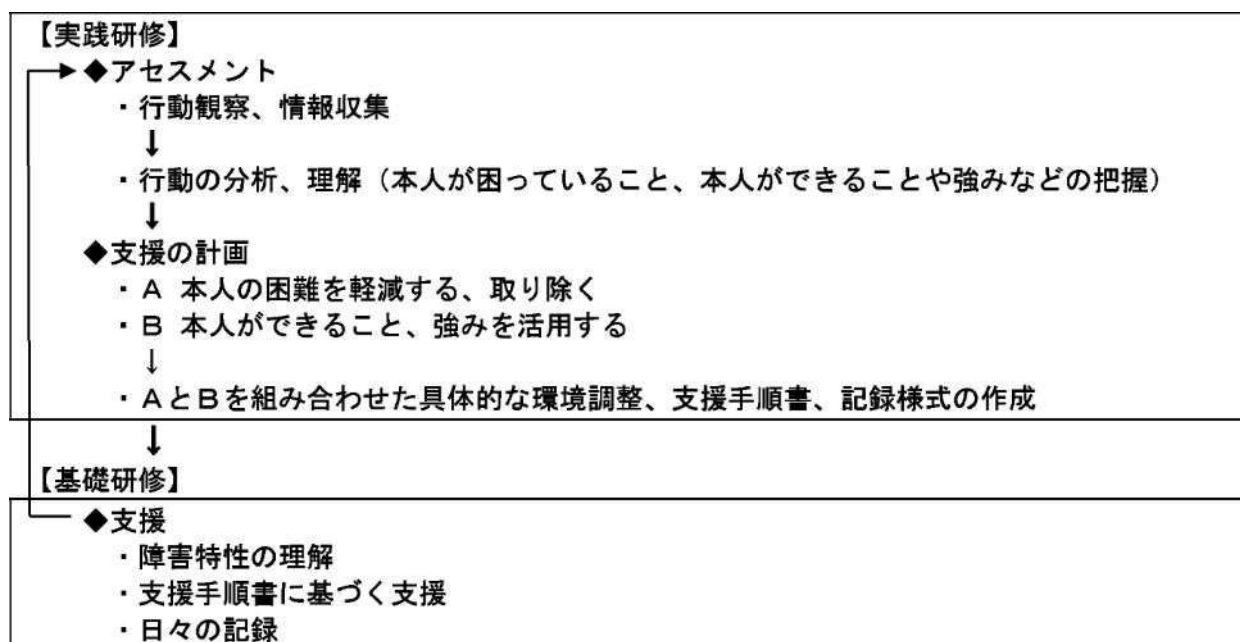 【実践研修】
◆アセスメント
・行動観察、情報収集
↓
・行動の分析、理解（本人が困っていること、本人ができることや強みなどの把握）
↓
◆支援の計画
・Ａ 本人の困難を軽減する、取り除く
・Ｂ 本人ができること、強みを活用する
↓
・ＡとＢを組み合わせた具体的な環境調整、支援手順書、記録様式の作成
↓
【基礎研修】
◆支援
・障害特性の理解
・支援手順書に基づく支援
・日々の記録